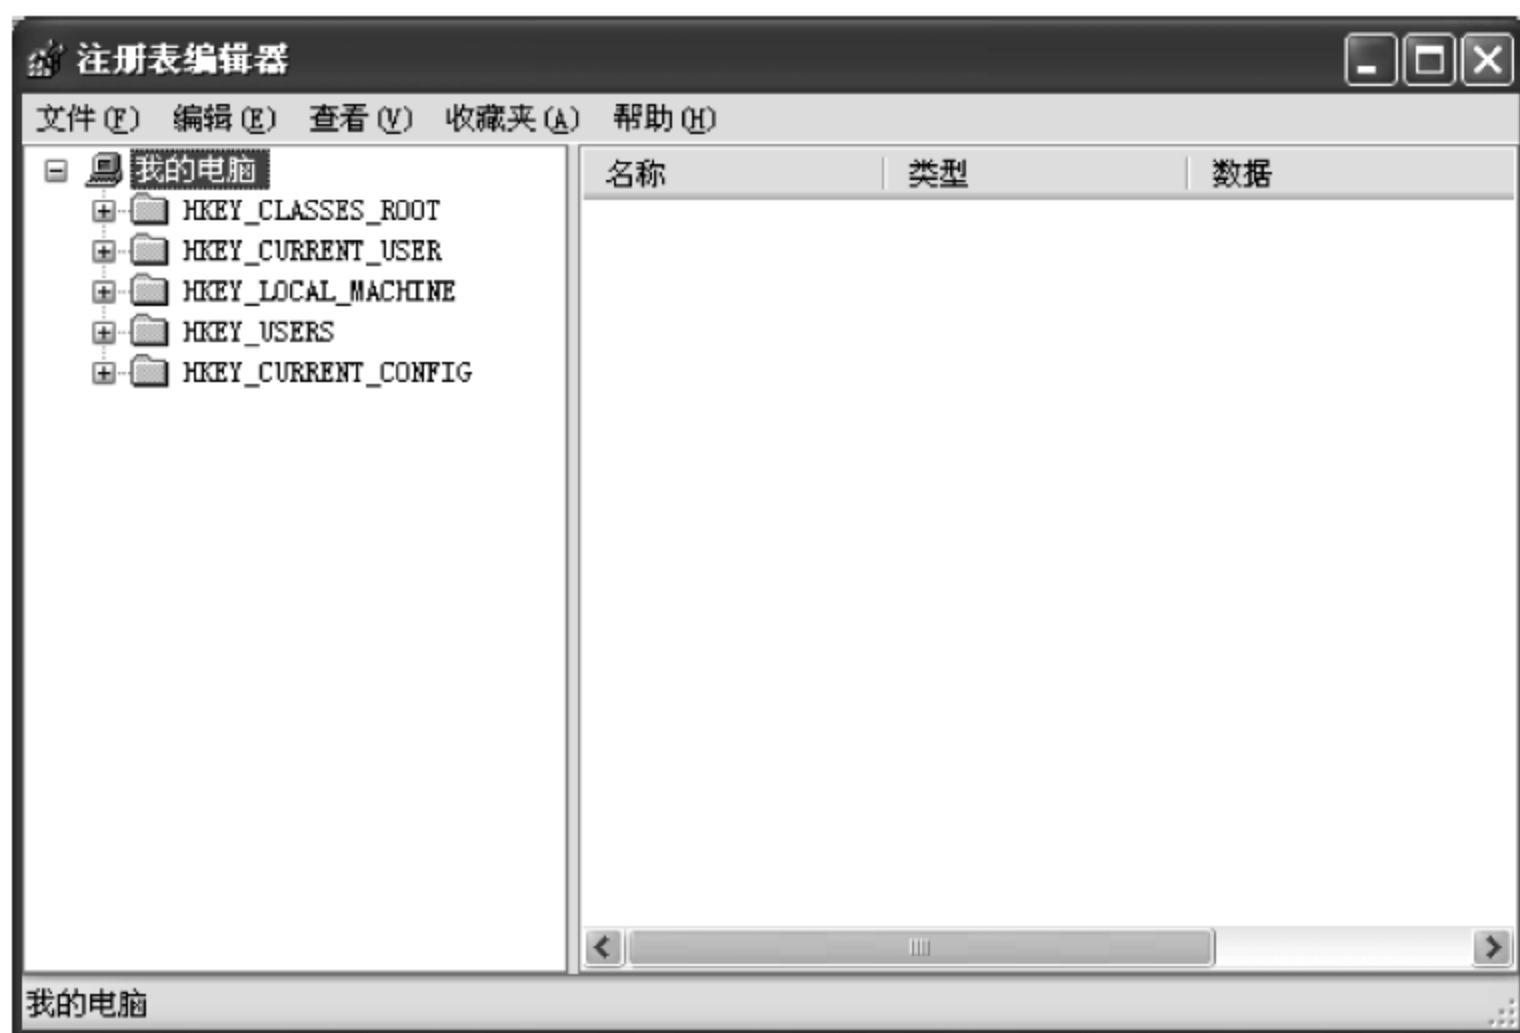 注册表编辑器
文件(F) 编辑(E) 查看(V) 收藏夹(A) 帮助(H)
我的电脑
HKEY_CLASSES_ROOT
HKEY_CURRENT_USER
HKEY_LOCAL_MACHINE
HKEY_USERS
HKEY_CURRENT_CONFIG
名称 类型 数据
我的电脑